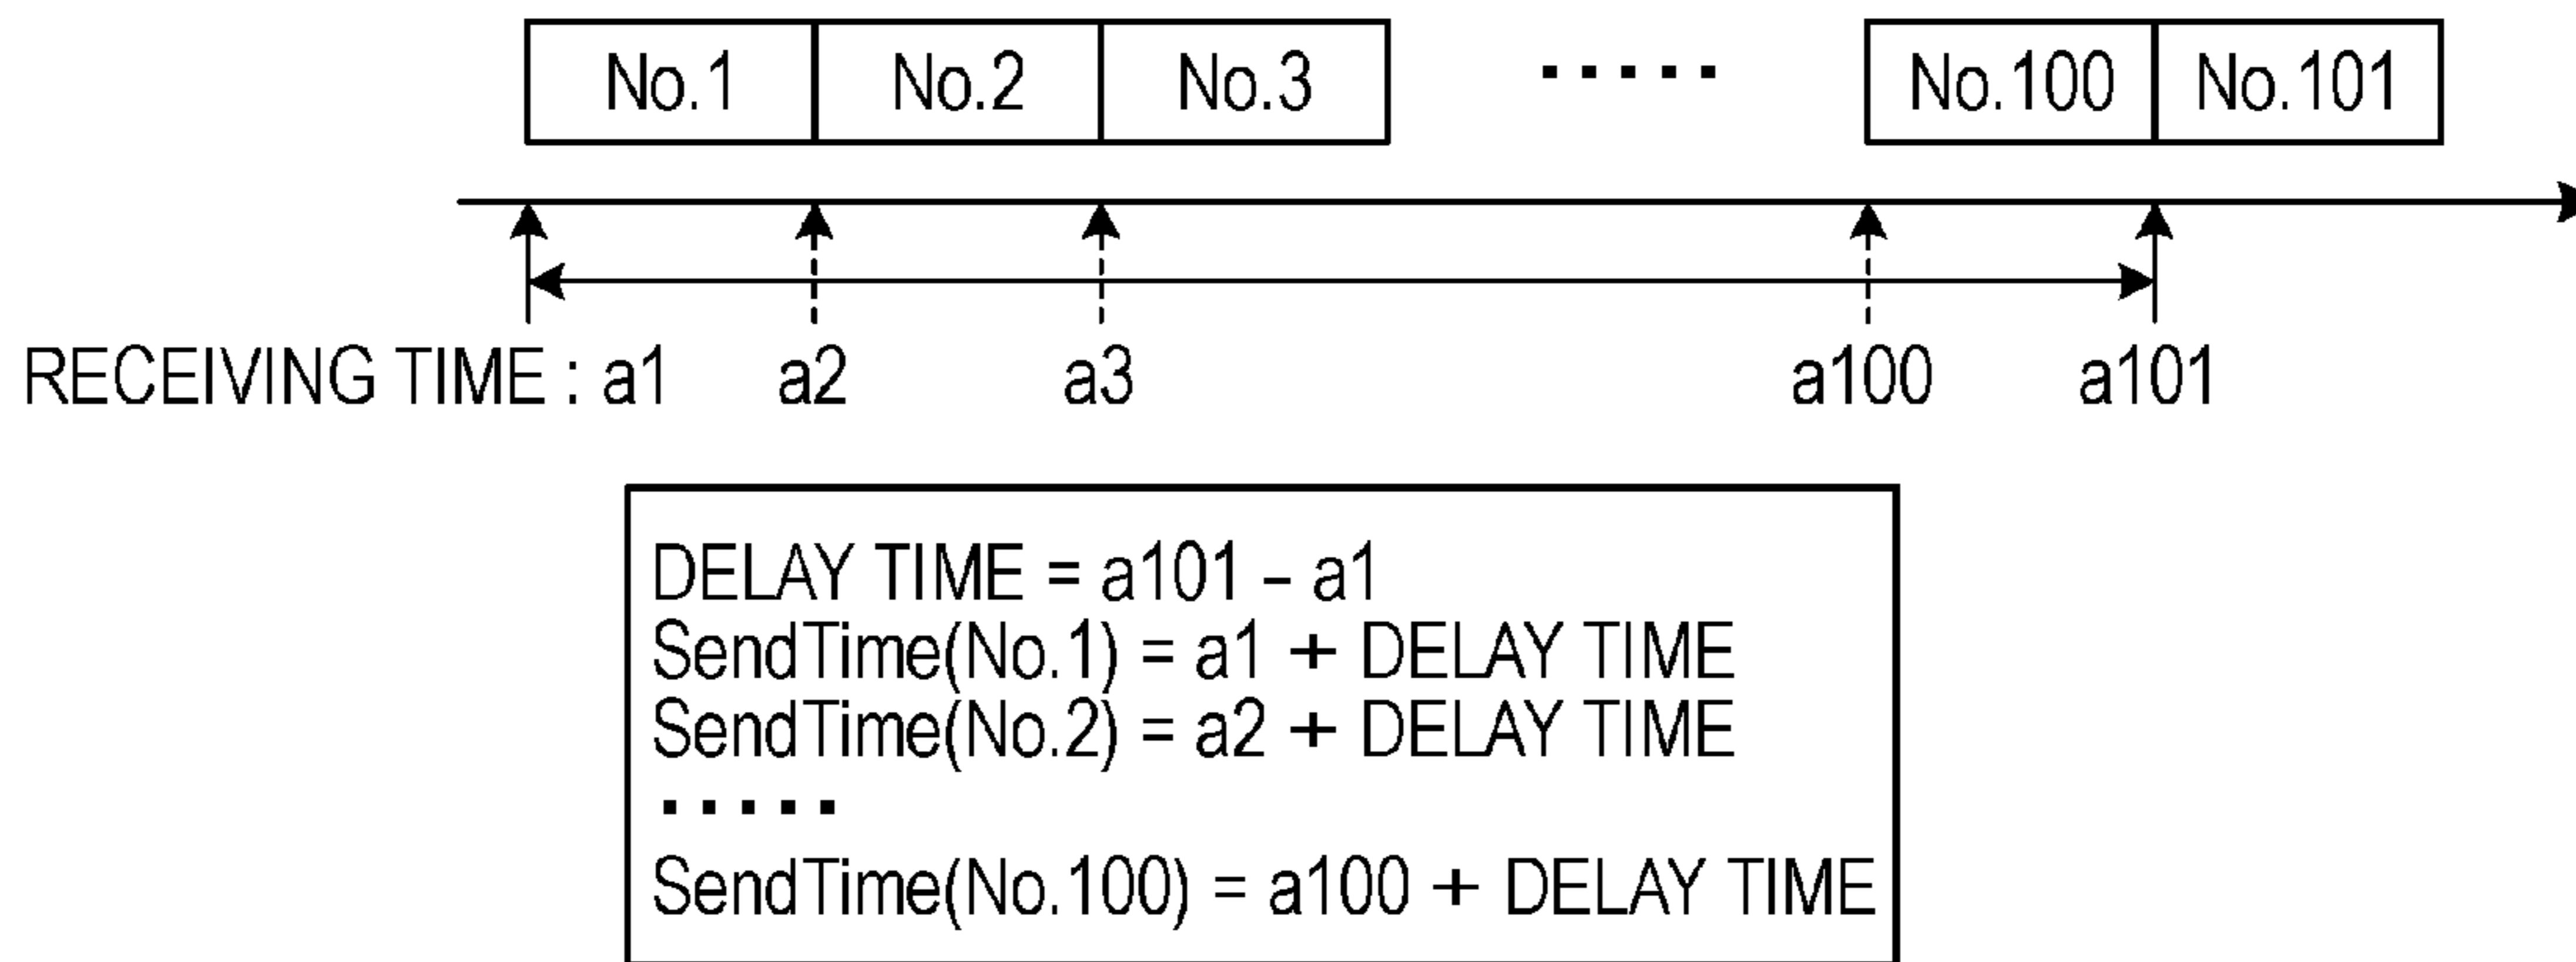 No.1 No.2 No.3 ..... No.100 No.101
RECEIVING TIME : a1 a2 a3 a100 a101
DELAY TIME = a101 – a1
SendTime(No.1) = a1 + DELAY TIME
SendTime(No.2) = a2 + DELAY TIME
.....
SendTime(No.100) = a100 + DELAY TIME